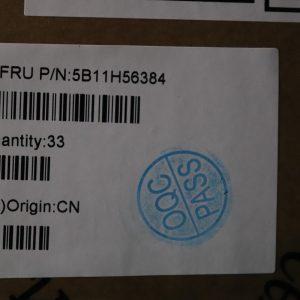 FRU P/N:5B11H56384
antity:33
)Origin:CN
OQC
PASS